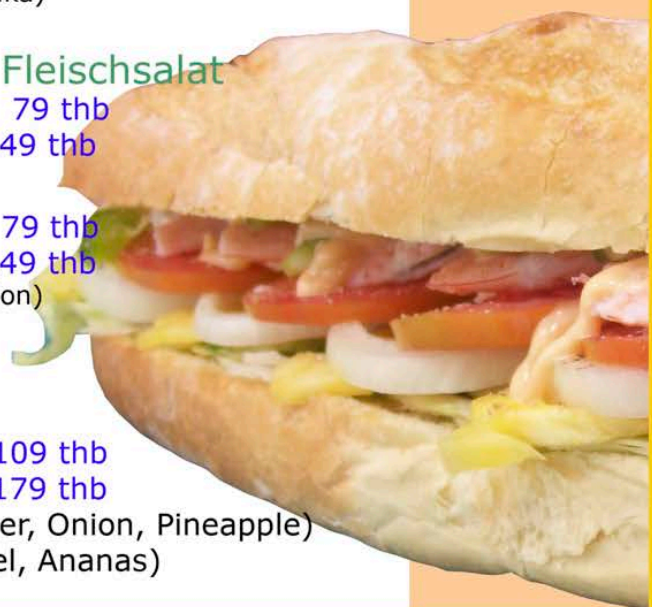 Fleischsalat
79 thb
49 thb
79 thb
49 thb
on)
109 thb
179 thb
er, Onion, Pineapple)
el, Ananas)